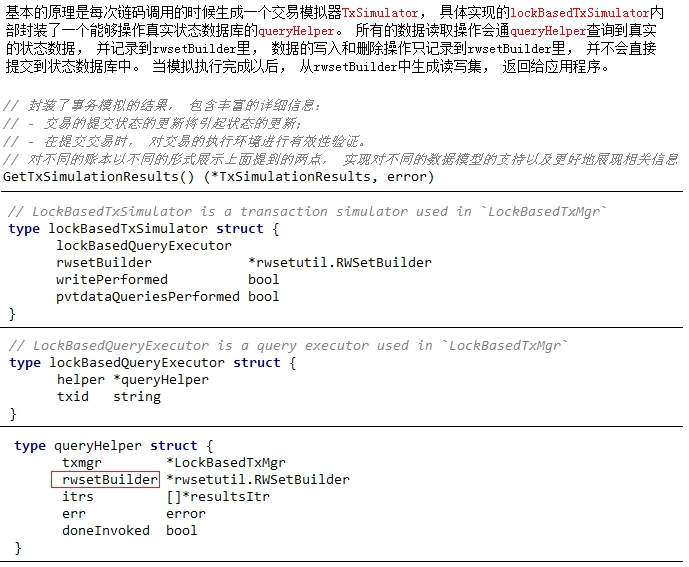 基本的原理是每次链码调用的时候生成一个交易模拟器TxSimulator， 具体实现的lockBasedTxSimulator内
部封装了一个能够操作真实状态数据库的queryHelper。 所有的数据读取操作会通queryHelper查询到真实
的状态数据， 并记录到rwsetBuilder里， 数据的写入和删除操作只记录到rwsetBuilder里， 并不会直接
提交到状态数据库中。 当模拟执行完成以后， 从rwsetBuilder中生成读写集， 返回给应用程序。
// 封装了事务模拟的结果， 包含丰富的详细信息：
// - 交易的提交状态的更新将引起状态的更新；
// - 在提交交易时， 对交易的执行环境进行有效性验证。
// 对不同的账本以不同的形式展示上面提到的两点， 实现对不同的数据模型的支持以及更好地展现相关信息
GetTxSimulationResults() (*TxSimulationResults, error)
// LockBasedTxSimulator is a transaction simulator used in `LockBasedTxMgr`
type lockBasedTxSimulator struct {
lockBasedQueryExecutor
rwsetBuilder *rwsetutil.RWSetBuilder
writePerformed bool
pvtdataQueriesPerformed bool
}
// LockBasedQueryExecutor is a query executor used in `LockBasedTxMgr`
type lockBasedQueryExecutor struct {
helper *queryHelper
txid string
}
type queryHelper struct {
txmgr *LockBasedTxMgr
rwsetBuilder *rwsetutil.RWSetBuilder
itrs []*resultsItr
err error
doneInvoked bool
}